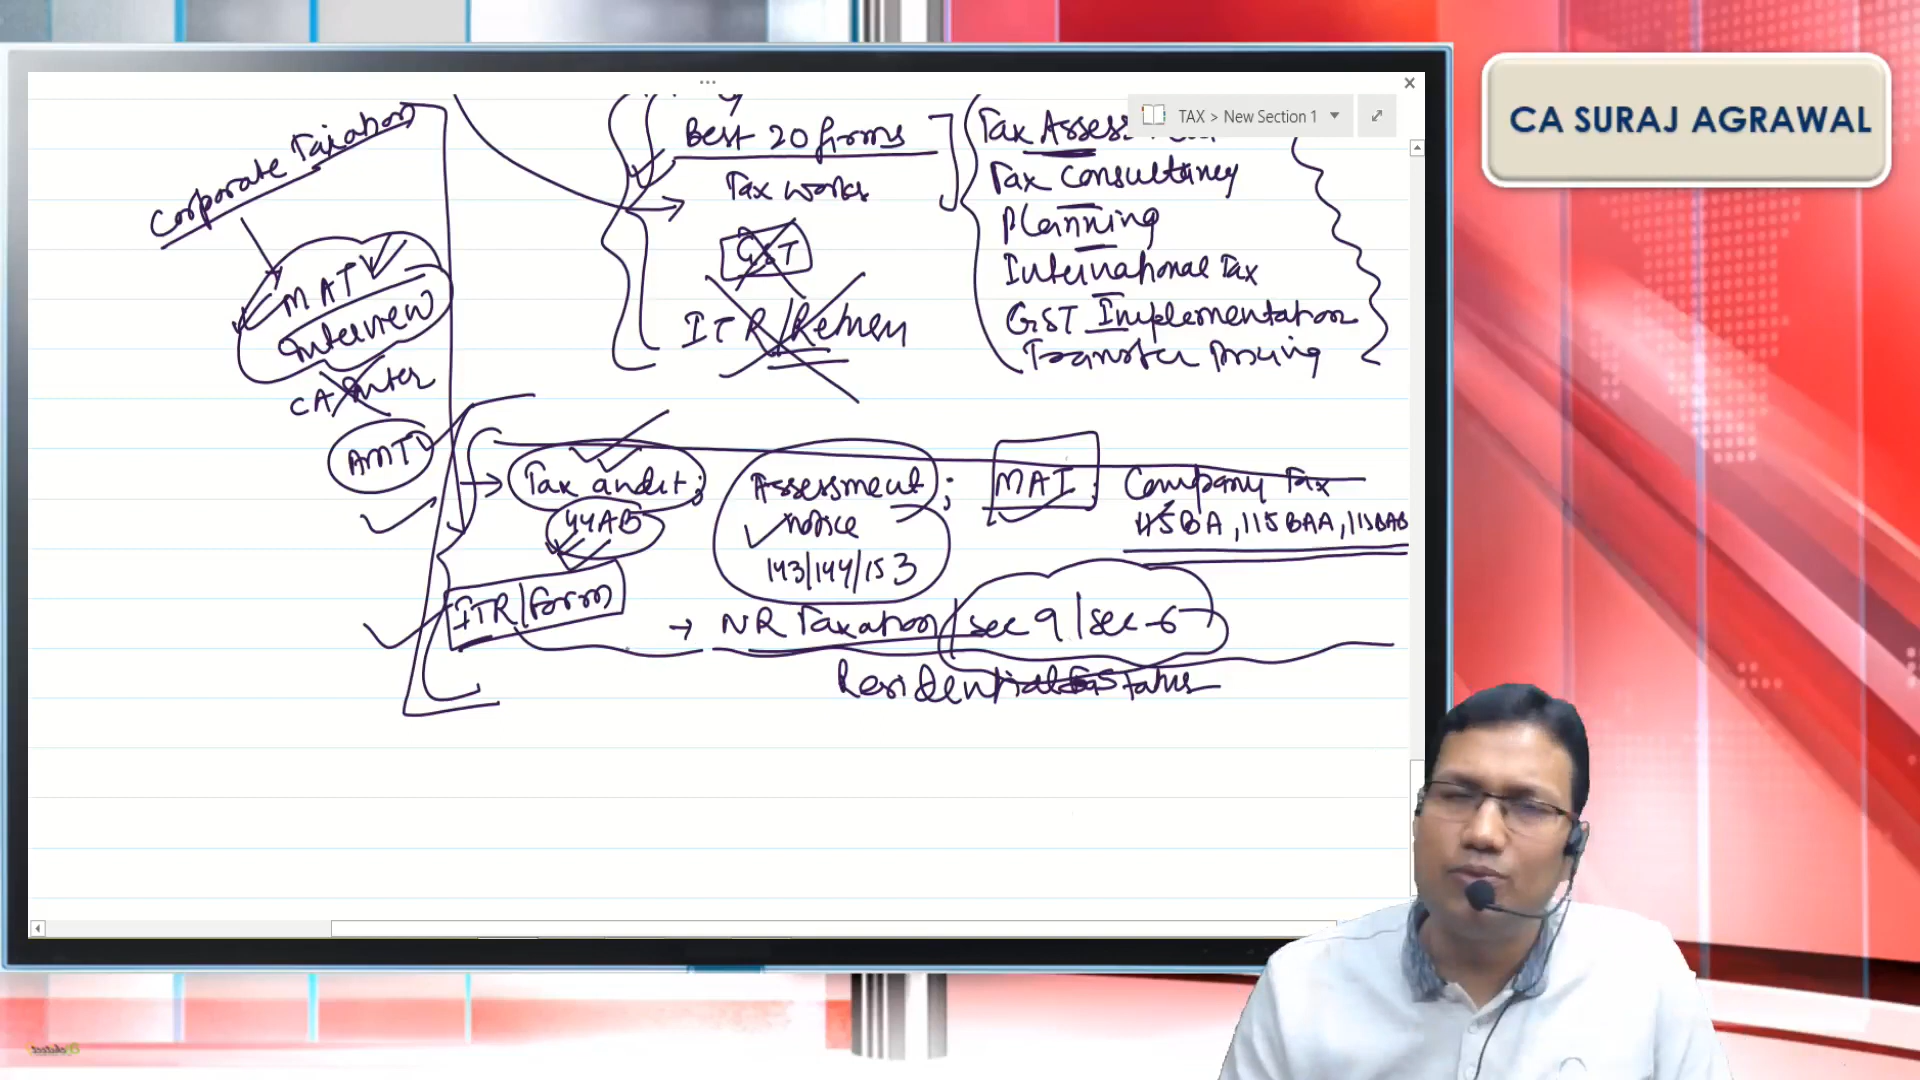 CA SURAJ AGRAWAL
TAX > New Section 1
Corporate Taxation
MAT
Interview
CA Inter
AMT
Best 20 firms
Tax works
GST
ITR/Return
Tax Assess
Tax Consultancy
Planning
International Tax
GST Implementation
Transfer Pricing
Tax audit;
44AB
ITR/Form
Assessment;
notice
143/144/153
MAT;
Company Tax
115BA, 115BAA, 115BAB
→ NR Taxation / Sec 9 / Sec-6
Residential Status